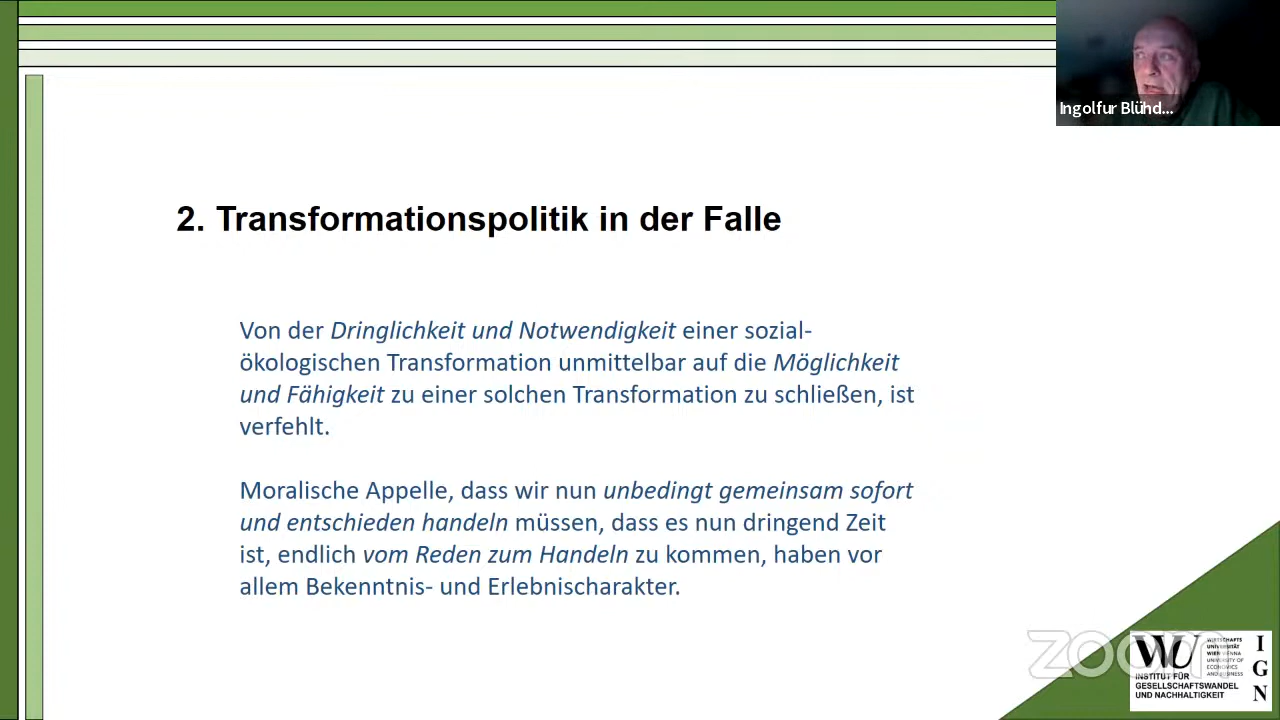 Ingolfur Blühd...
2. Transformationspolitik in der Falle
Von der Dringlichkeit und Notwendigkeit einer sozial-
ökologischen Transformation unmittelbar auf die Möglichkeit
und Fähigkeit zu einer solchen Transformation zu schließen, ist
verfehlt.
Moralische Appelle, dass wir nun unbedingt gemeinsam sofort
und entschieden handeln müssen, dass es nun dringend Zeit
ist, endlich vom Reden zum Handeln zu kommen, haben vor
allem Bekenntnis- und Erlebnischarakter.
zoom
WU
WIRTSCHAFTS
UNIVERSITÄT
WIEN VIENNA
UNIVERSITY OF
ECONOMICS
AND BUSINESS
INSTITUT FÜR
GESELLSCHAFTSWANDEL
UND NACHHALTIGKEIT
IGN